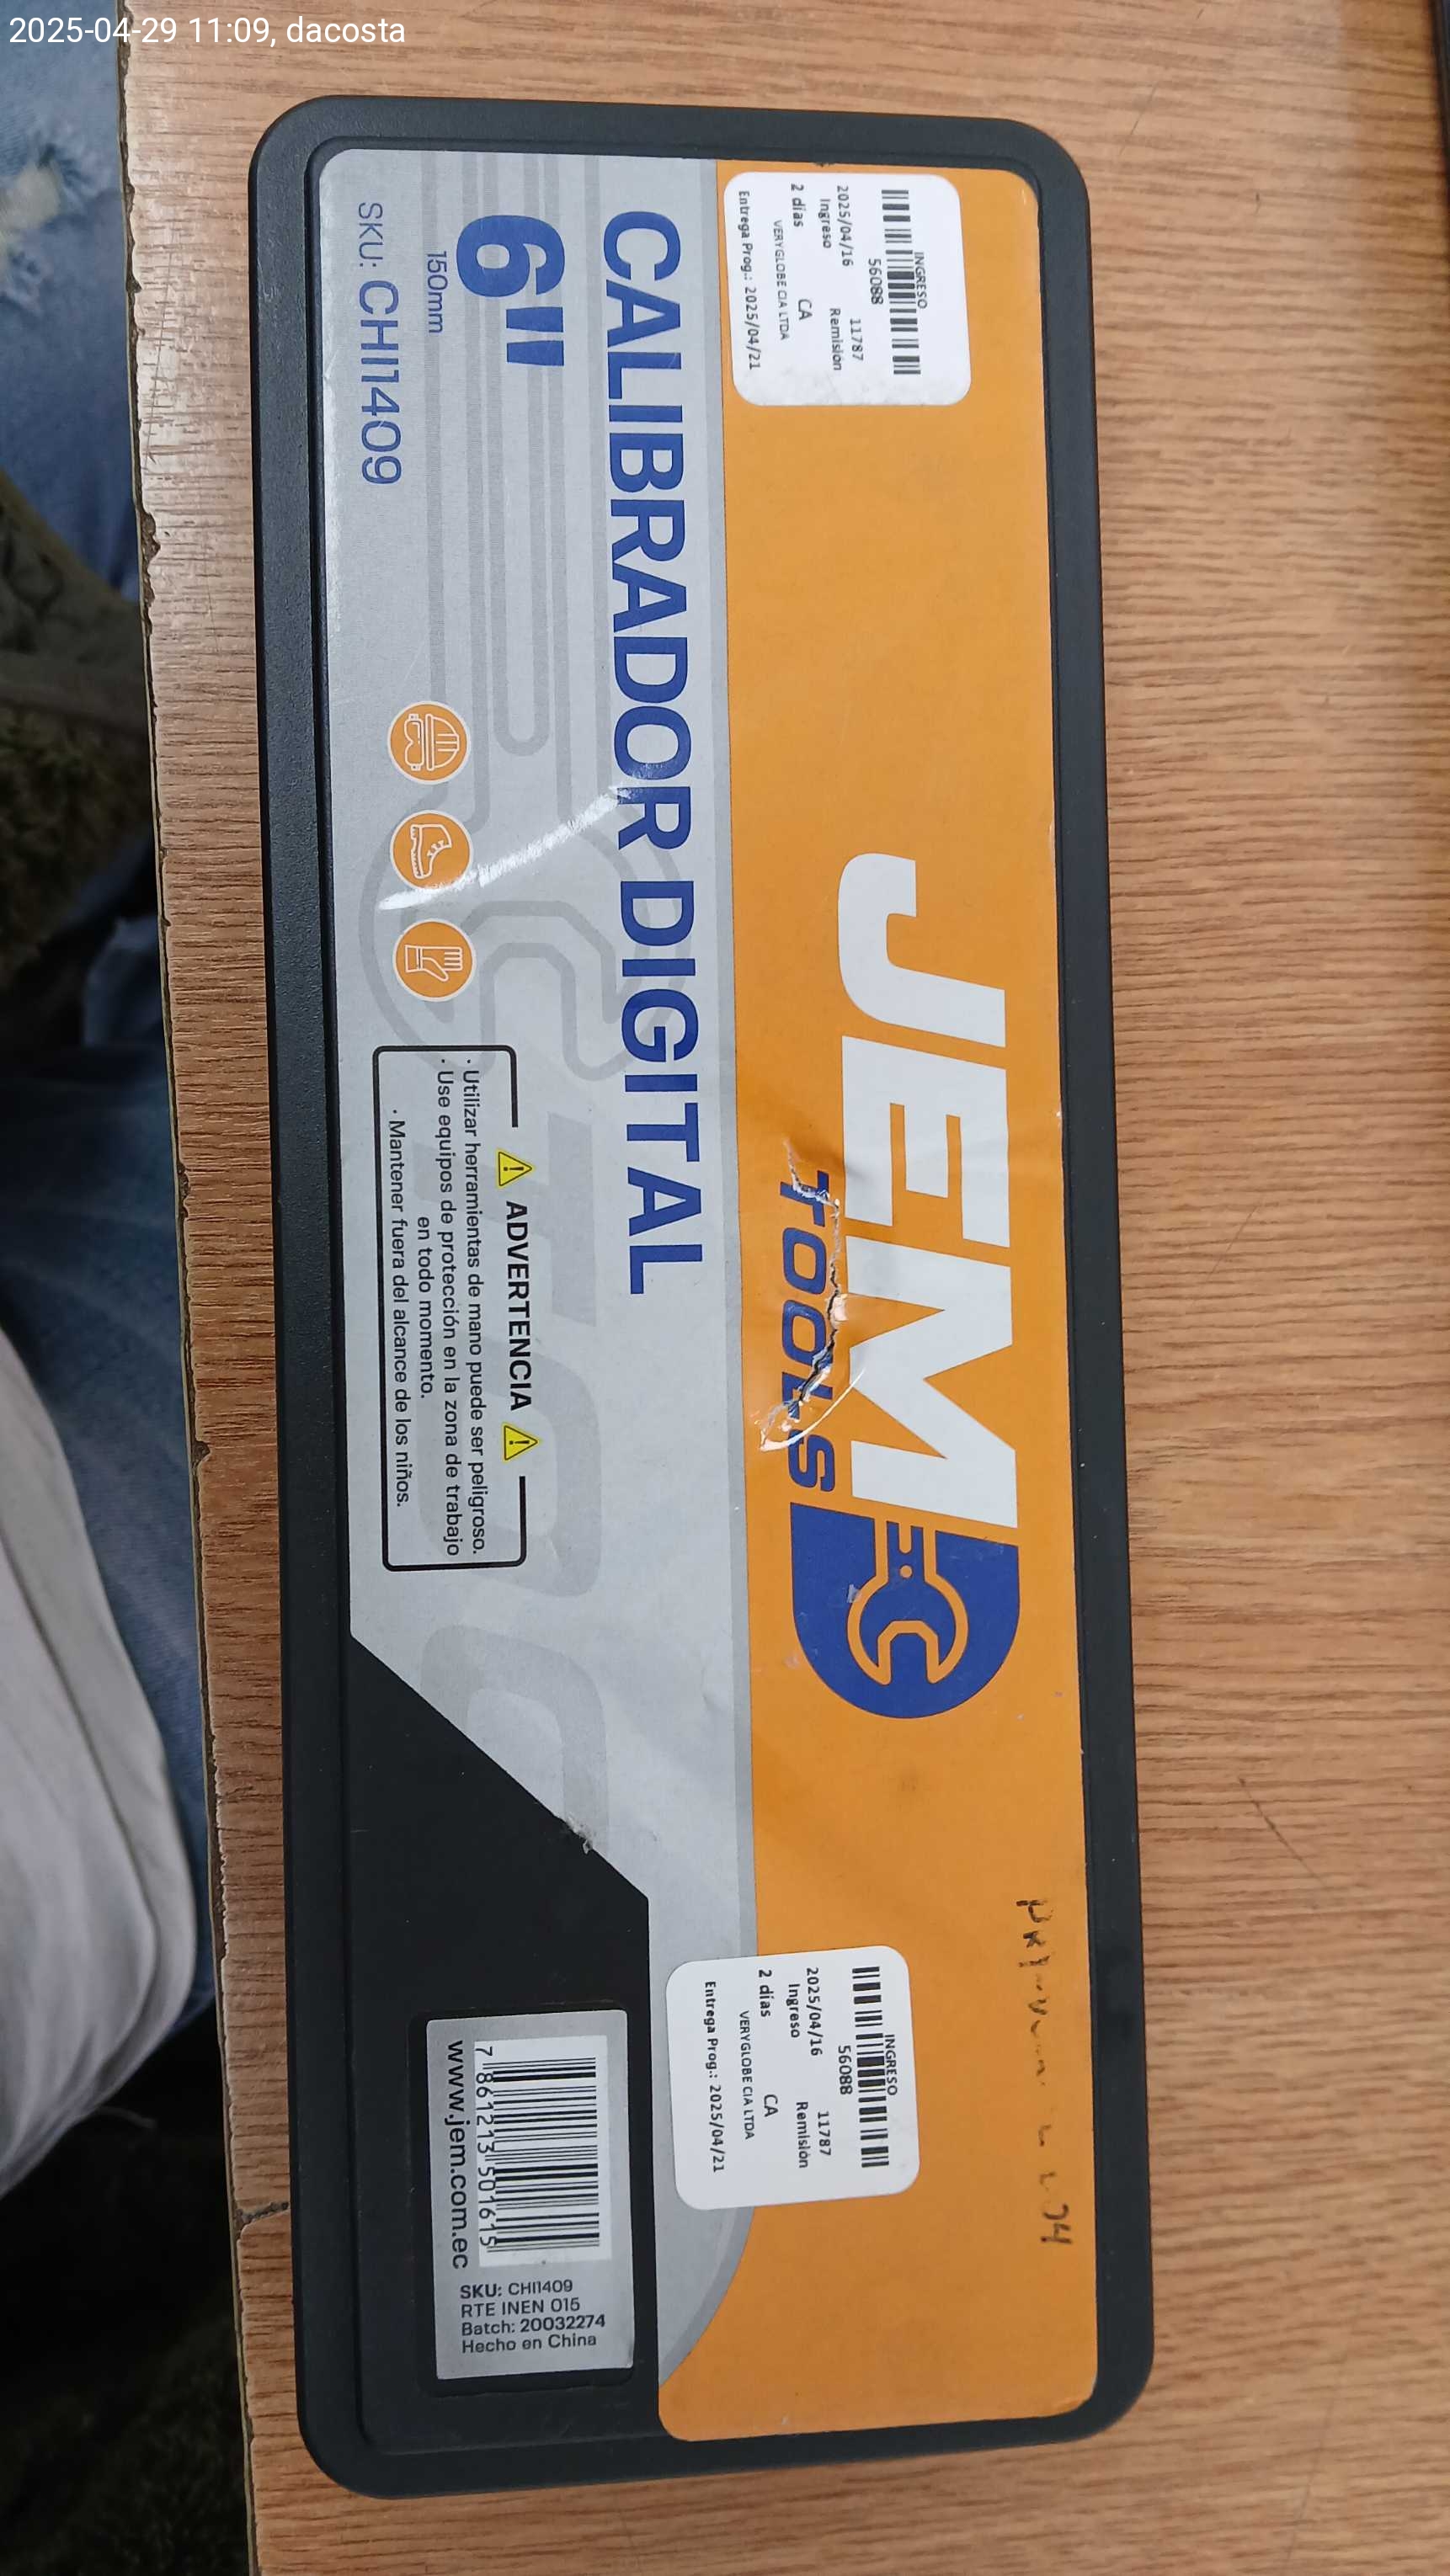 2025-04-29 11:09, dacosta
INGRESO
56088
11787
2025/04/16 Remisión
Ingreso
2 días CA
VERYGLOBE CIA LTDA
Entrega Prog.: 2025/04/21
JEM
TOOLS
CALIBRADOR DIGITAL
6"
150mm
SKU: CHI1409
ADVERTENCIA
· Utilizar herramientas de mano puede ser peligroso.
· Use equipos de protección en la zona de trabajo
en todo momento.
· Mantener fuera del alcance de los niños.
INGRESO
56088
11787
2025/04/16 Remisión
Ingreso
2 días CA
VERYGLOBE CIA LTDA
Entrega Prog.: 2025/04/21
7 861213 501615
www.jem.com.ec
SKU: CHI1409
RTE INEN 015
Batch: 20032274
Hecho en China